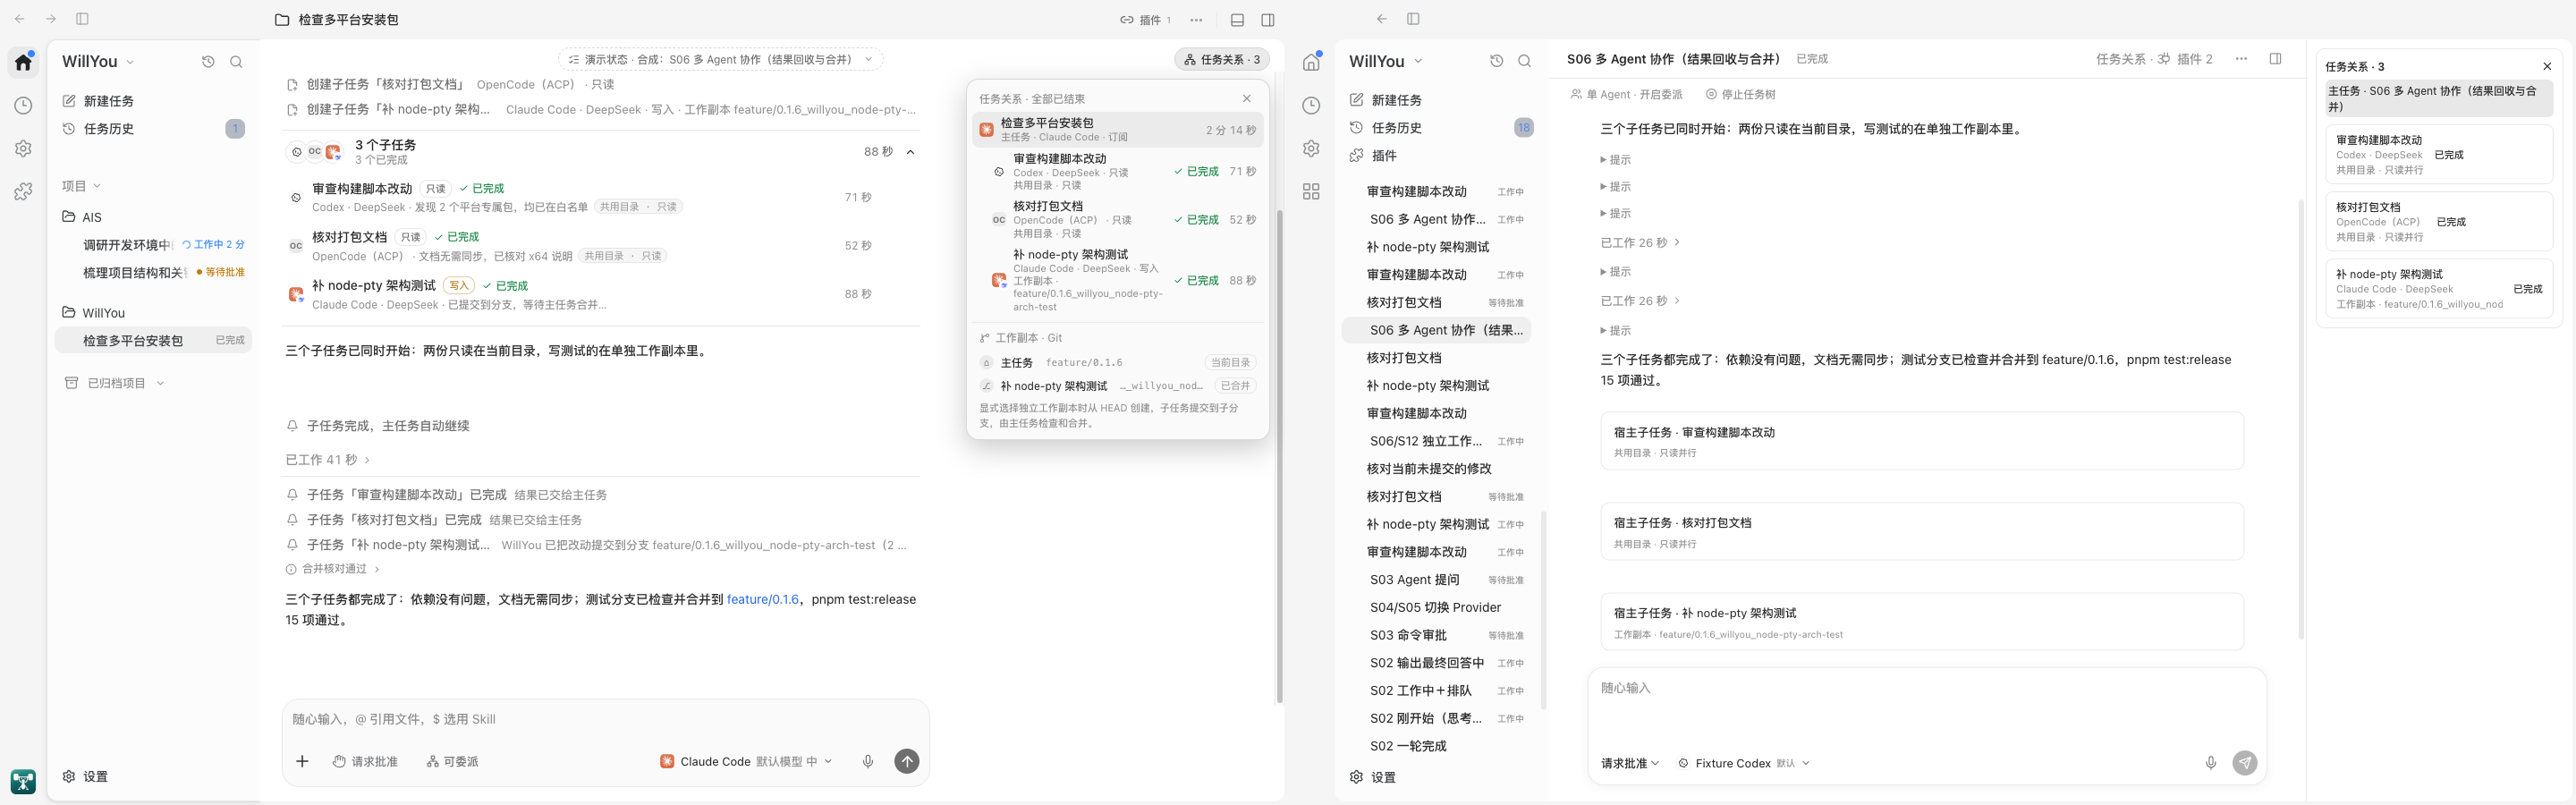 检查多平台安装包
插件 1
WillYou
新建任务
任务历史 1
项目
AIS
调研开发环境中 工作中 2 分
梳理项目结构和关 等待批准
WillYou
检查多平台安装包 已完成
已归档项目
设置
演示状态 · 合成：S06 多 Agent 协作（结果回收与合并）
任务关系 · 3
创建子任务「核对打包文档」 OpenCode（ACP） · 只读
创建子任务「补 node-pty 架构... Claude Code · DeepSeek · 写入 · 工作副本 feature/0.1.6_willyou_node-pty-...
OC
3 个子任务
3 个已完成
88 秒
审查构建脚本改动 只读 已完成
Codex · DeepSeek · 发现 2 个平台专属包，均已在白名单 共用目录 · 只读
71 秒
OC
核对打包文档 只读 已完成
OpenCode（ACP） · 文档无需同步，已核对 x64 说明 共用目录 · 只读
52 秒
补 node-pty 架构测试 写入 已完成
Claude Code · DeepSeek · 已提交到分支，等待主任务合并...
88 秒
三个子任务已同时开始：两份只读在当前目录，写测试的在单独工作副本里。
子任务完成，主任务自动继续
已工作 41 秒
子任务「审查构建脚本改动」已完成 结果已交给主任务
子任务「核对打包文档」已完成 结果已交给主任务
子任务「补 node-pty 架构测试... WillYou 已把改动提交到分支 feature/0.1.6_willyou_node-pty-arch-test（2 ...
合并核对通过
三个子任务都完成了：依赖没有问题，文档无需同步；测试分支已检查并合并到 feature/0.1.6，pnpm test:release
15 项通过。
随心输入，@ 引用文件，$ 选用 Skill
请求批准 可委派 Claude Code 默认模型 中
任务关系 · 全部已结束
检查多平台安装包
主任务 · Claude Code · 订阅
2 分 14 秒
审查构建脚本改动
Codex · DeepSeek · 只读
共用目录 · 只读
已完成 71 秒
OC
核对打包文档
OpenCode（ACP） · 只读
共用目录 · 只读
已完成 52 秒
补 node-pty 架构测试
Claude Code · DeepSeek · 写入
工作副本 ·
feature/0.1.6_willyou_node-pty-
arch-test
已完成 88 秒
工作副本 · Git
主任务 feature/0.1.6 当前目录
补 node-pty 架构测试 …_willyou_nod… 已合并
显式选择独立工作副本时从 HEAD 创建，子任务提交到子分
支，由主任务检查和合并。
WillYou
新建任务
任务历史 18
插件
审查构建脚本改动 工作中
S06 多 Agent 协作... 工作中
补 node-pty 架构测试
审查构建脚本改动 工作中
核对打包文档 等待批准
S06 多 Agent 协作（结果...
核对打包文档
补 node-pty 架构测试
审查构建脚本改动
S06/S12 独立工作... 工作中
核对当前未提交的修改
核对打包文档 等待批准
补 node-pty 架构测试 工作中
审查构建脚本改动 工作中
S03 Agent 提问 等待批准
S04/S05 切换 Provider
S03 命令审批 等待批准
S02 输出最终回答中 工作中
S02 工作中＋排队 工作中
S02 刚开始（思考... 工作中
S02 一轮完成
设置
S06 多 Agent 协作（结果回收与合并） 已完成
任务关系 · 3 插件 2
单 Agent · 开启委派 停止任务树
三个子任务已同时开始：两份只读在当前目录，写测试的在单独工作副本里。
提示
提示
提示
已工作 26 秒
提示
已工作 26 秒
提示
三个子任务都完成了：依赖没有问题，文档无需同步；测试分支已检查并合并到 feature/0.1.6，pnpm test:release
15 项通过。
宿主子任务 · 审查构建脚本改动
共用目录 · 只读并行
宿主子任务 · 核对打包文档
共用目录 · 只读并行
宿主子任务 · 补 node-pty 架构测试
工作副本 · feature/0.1.6_willyou_node-pty-arch-test
随心输入
请求批准 Fixture Codex 默认
任务关系 · 3
主任务 · S06 多 Agent 协作（结果回收与合
并）
审查构建脚本改动
Codex · DeepSeek 已完成
共用目录 · 只读并行
核对打包文档
OpenCode（ACP） 已完成
共用目录 · 只读并行
补 node-pty 架构测试
Claude Code · DeepSeek 已完成
工作副本 · feature/0.1.6_willyou_nod